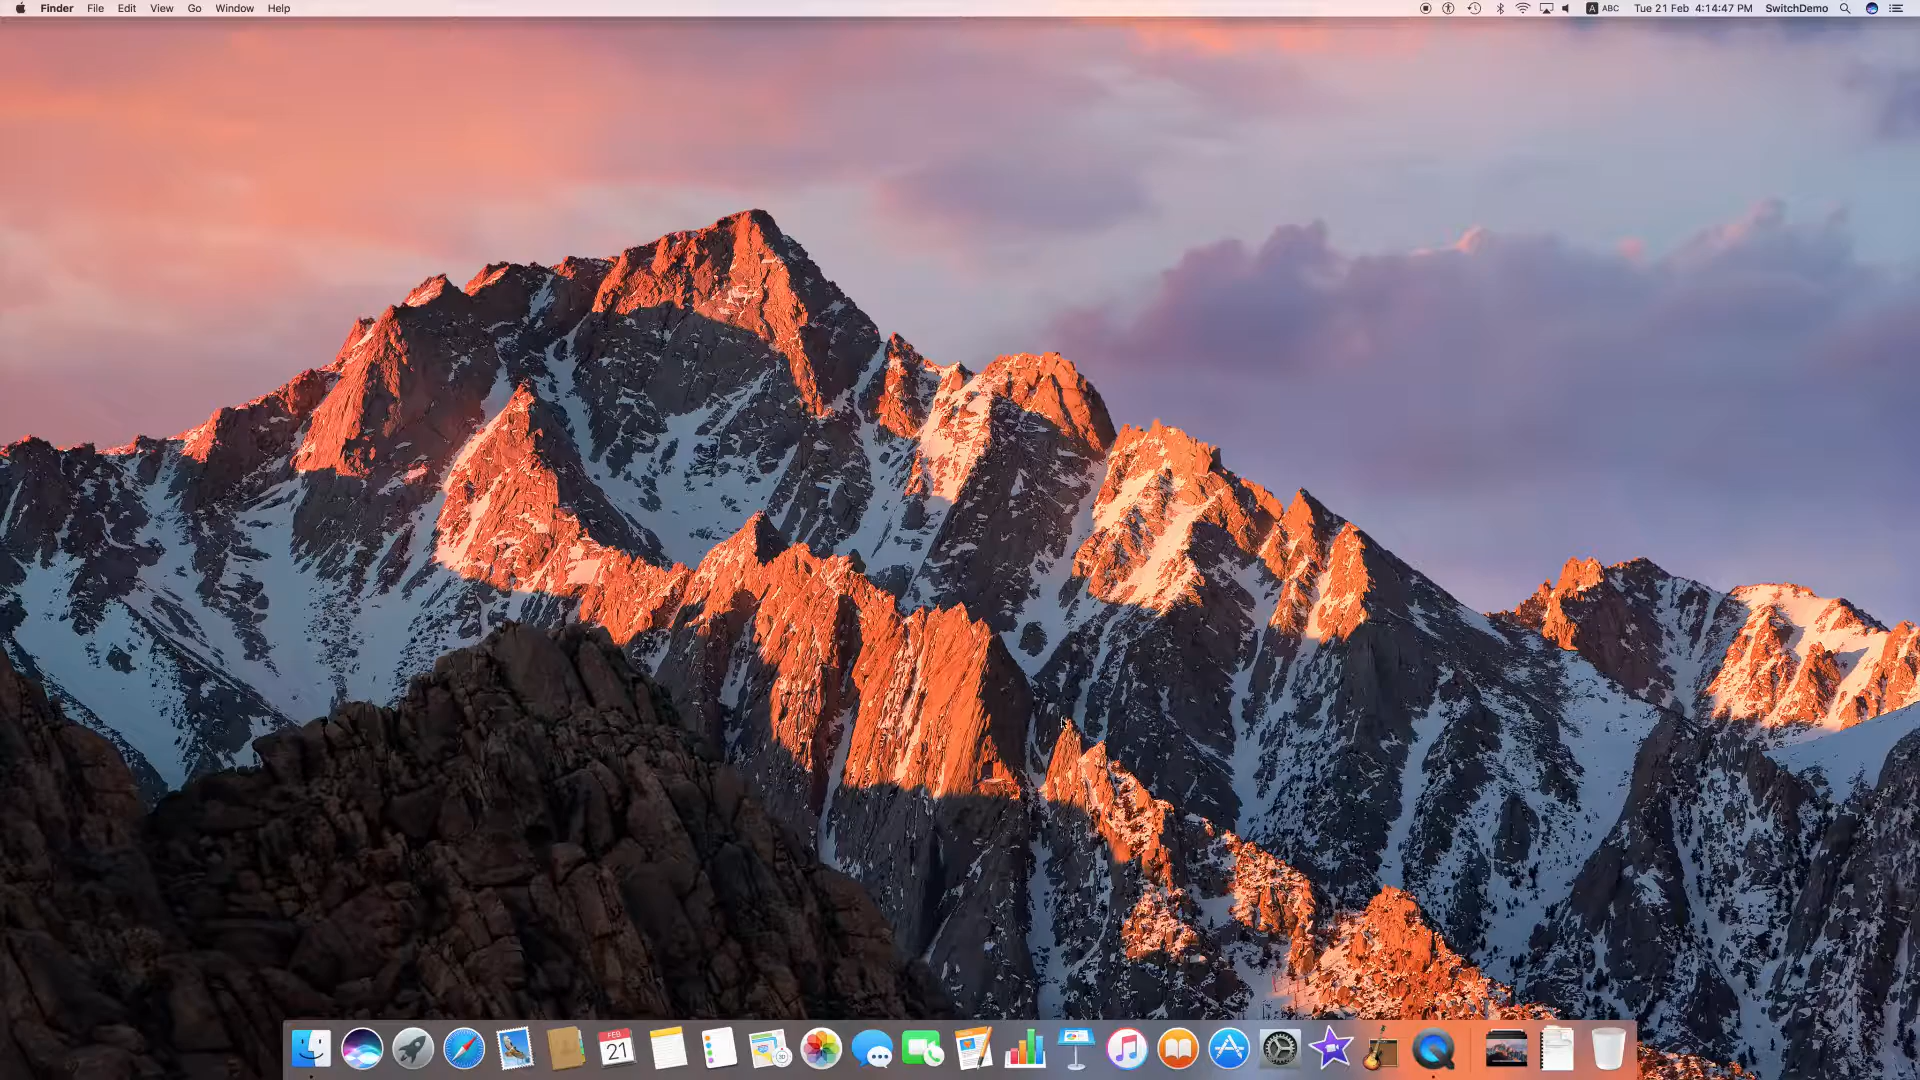 Finder File Edit View Go Window Help A ABC Tue 21 Feb 4:14:47 PM SwitchDemo
FEB
21